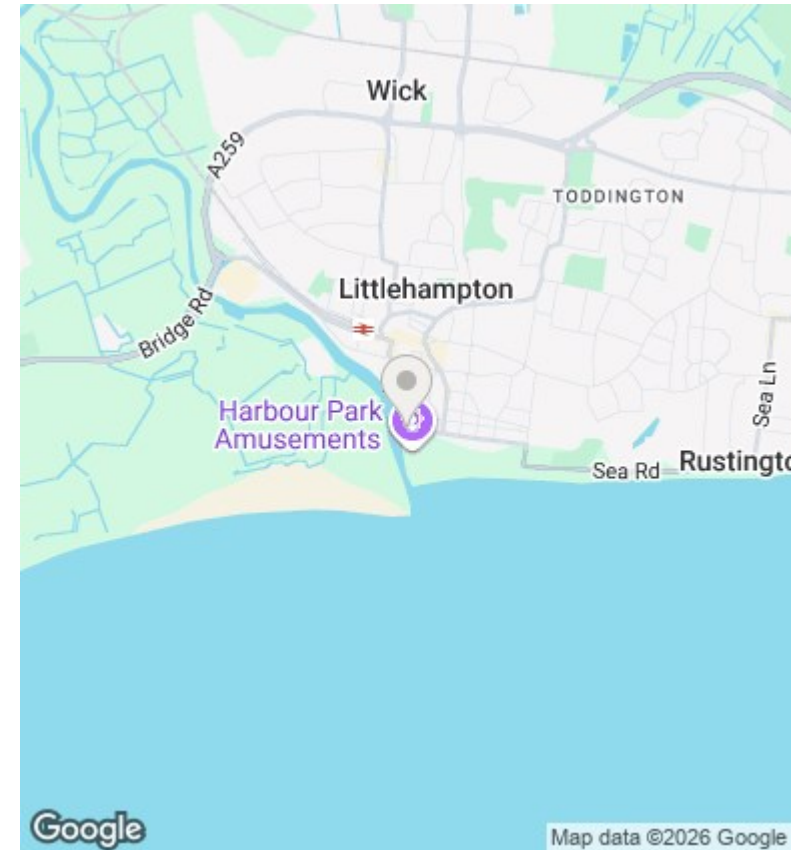 Wick
A259
TODDINGTON
Littlehampton
Bridge Rd
Sea Ln
Harbour Park
Amusements
Sea Rd
Rustingto
Google
Map data ©2026 Google